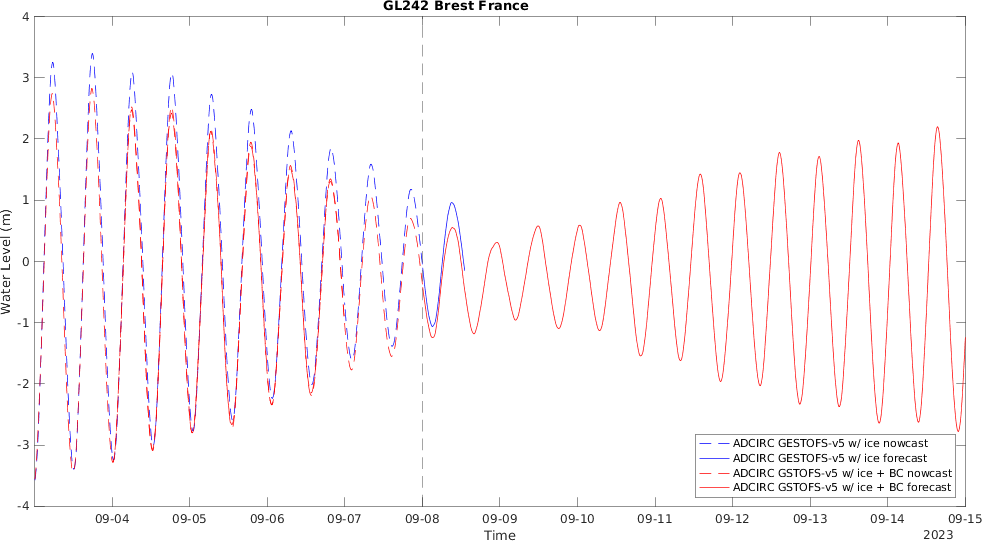 GL242 Brest France
4
3
2
1
0
-1
-2
-3
-4
Water Level (m)
ADCIRC GESTOFS-v5 w/ ice nowcast
ADCIRC GESTOFS-v5 w/ ice forecast
ADCIRC GSTOFS-v5 w/ ice + BC nowcast
ADCIRC GSTOFS-v5 w/ ice + BC forecast
09-04 09-05 09-06 09-07 09-08 09-09 09-10 09-11 09-12 09-13 09-14 09-15
Time 2023